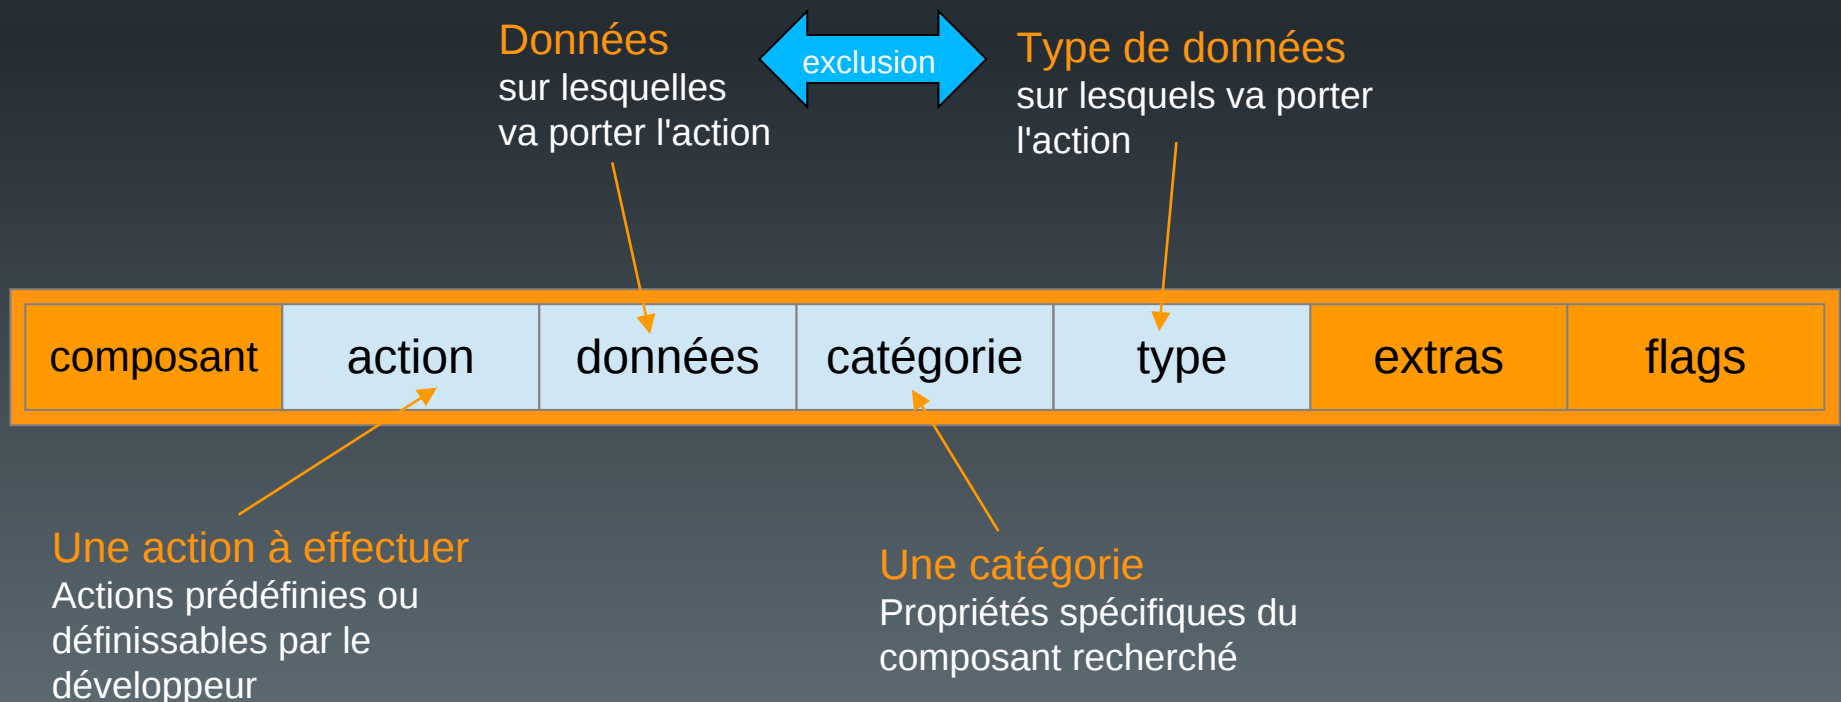 Données
sur lesquelles
va porter l'action
exclusion
Type de données
sur lesquels va porter
l'action
composant
action
données
catégorie
type
extras
flags
Une action à effectuer
Actions prédéfinies ou
définissables par le
développeur
Une catégorie
Propriétés spécifiques du
composant recherché